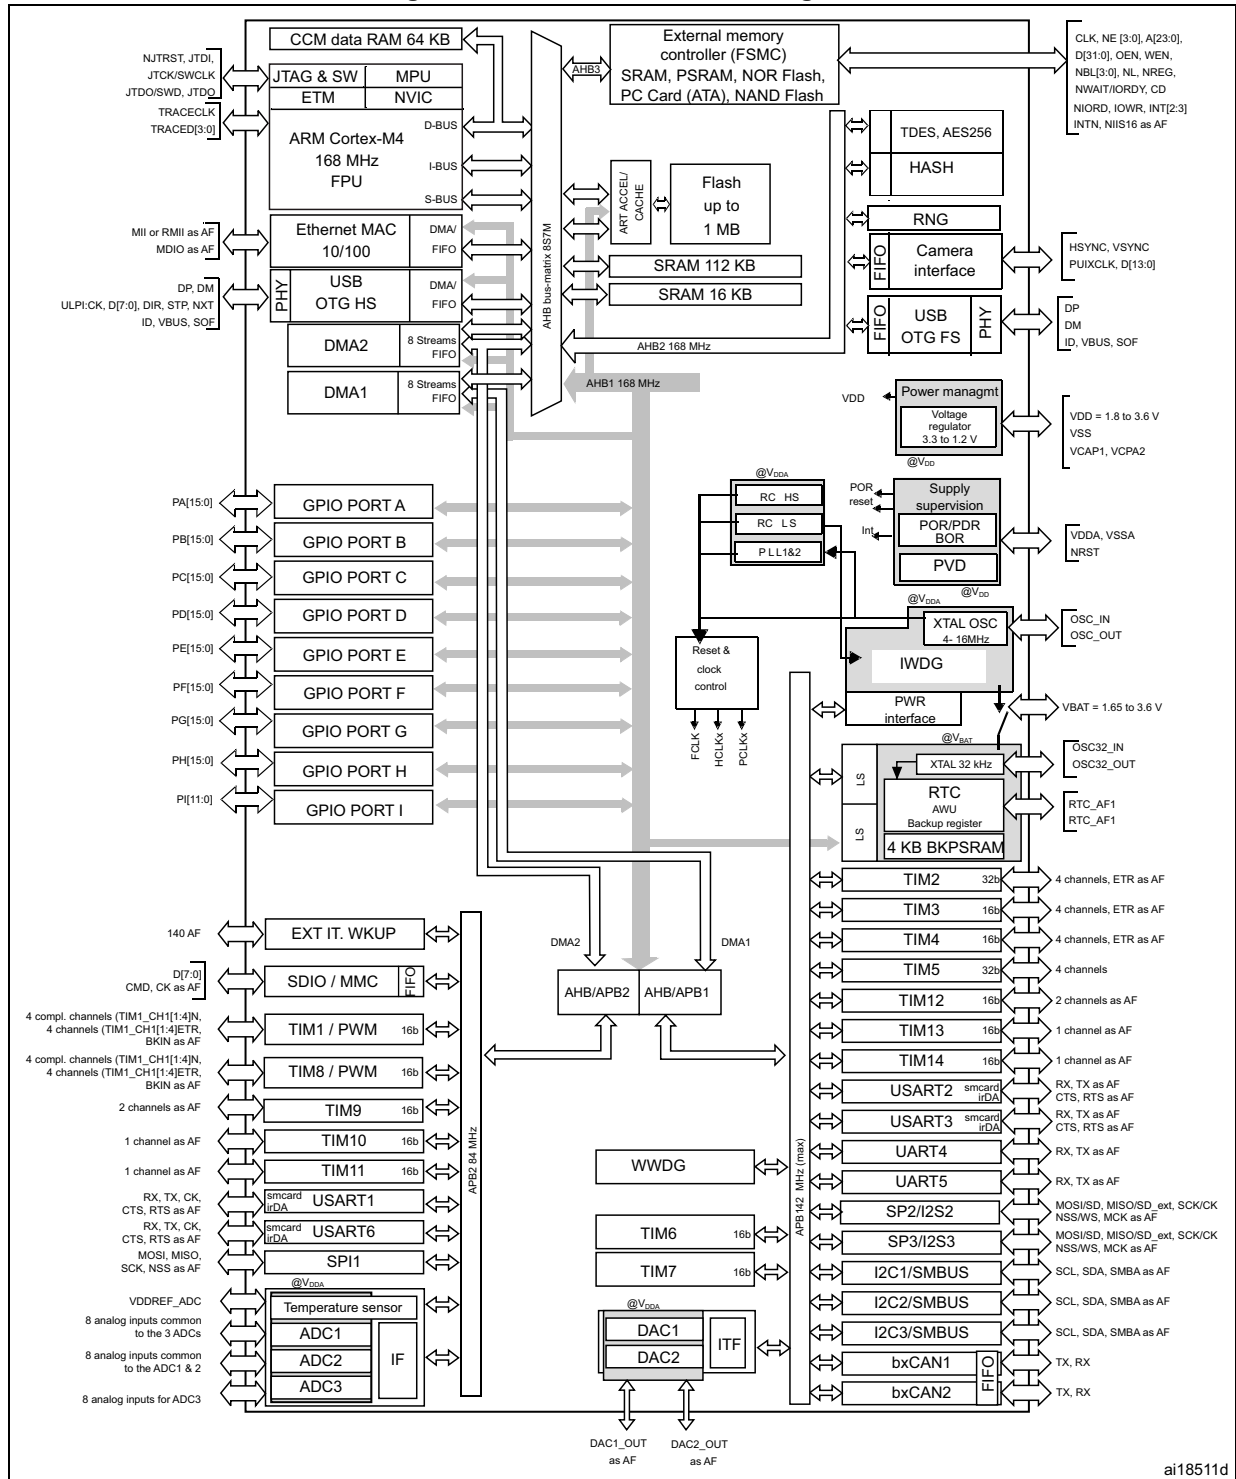 CCM data RAM 64 KB
External memory
controller (FSMC)
SRAM, PSRAM, NOR Flash,
PC Card (ATA), NAND Flash
CLK, NE [3:0], A[23:0],
D[31:0], OEN, WEN,
NBL[3:0], NL, NREG,
NWAIT/IORDY, CD
NIORD, IOWR, INT[2:3]
INTN, NIIS16 as AF
NJTRST, JTDI,
JTCK/SWCLK
JTDO/SWD, JTDO
TRACECLK
TRACED[3:0]
JTAG & SW
MPU
ETM
NVIC
ARM Cortex-M4
168 MHz
FPU
D-BUS
I-BUS
S-BUS
AHB3
AHB bus-matrix 8S7M
ART ACCEL/
CACHE
Flash
up to
1 MB
SRAM 112 KB
SRAM 16 KB
AHB2 168 MHz
AHB1 168 MHz
TDES, AES256
HASH
RNG
FIFO
Camera
interface
HSYNC, VSYNC
PUIXCLK, D[13:0]
FIFO
USB
OTG FS
PHY
DP
DM
ID, VBUS, SOF
MII or RMII as AF
MDIO as AF
Ethernet MAC
10/100
DMA/
FIFO
DP, DM
ULPI:CK, D[7:0], DIR, STP, NXT
ID, VBUS, SOF
PHY
USB
OTG HS
DMA/
FIFO
DMA2
8 Streams
FIFO
DMA1
8 Streams
FIFO
VDD
Power managmt
Voltage
regulator
3.3 to 1.2 V
@VDD
VDD = 1.8 to 3.6 V
VSS
VCAP1, VCPA2
@VDDA
RC HS
RC LS
PLL1&2
POR
reset
Int
Supply
supervision
POR/PDR
BOR
PVD
@VDD
VDDA, VSSA
NRST
@VDDA
XTAL OSC
4- 16MHz
IWDG
OSC_IN
OSC_OUT
PWR
interface
VBAT = 1.65 to 3.6 V
Reset &
clock
control
FCLK
HCLKx
PCLKx
@VBAT
LS
LS
XTAL 32 kHz
RTC
AWU
Backup register
4 KB BKPSRAM
OSC32_IN
OSC32_OUT
RTC_AF1
RTC_AF1
PA[15:0]
GPIO PORT A
PB[15:0]
GPIO PORT B
PC[15:0]
GPIO PORT C
PD[15:0]
GPIO PORT D
PE[15:0]
GPIO PORT E
PF[15:0]
GPIO PORT F
PG[15:0]
GPIO PORT G
PH[15:0]
GPIO PORT H
PI[11:0]
GPIO PORT I
DMA2
DMA1
AHB/APB2
AHB/APB1
140 AF
EXT IT. WKUP
D[7:0]
CMD, CK as AF
SDIO / MMC
FIFO
4 compl. channels (TIM1_CH1[1:4]N,
4 channels (TIM1_CH1[1:4]ETR,
BKIN as AF
TIM1 / PWM
16b
4 compl. channels (TIM1_CH1[1:4]N,
4 channels (TIM1_CH1[1:4]ETR,
BKIN as AF
TIM8 / PWM
16b
2 channels as AF
TIM9
16b
1 channel as AF
TIM10
16b
1 channel as AF
TIM11
16b
RX, TX, CK,
CTS, RTS as AF
smcard
irDA
USART1
RX, TX, CK,
CTS, RTS as AF
smcard
irDA
USART6
MOSI, MISO,
SCK, NSS as AF
SPI1
@VDDA
VDDREF_ADC
8 analog inputs common
to the 3 ADCs
8 analog inputs common
to the ADC1 & 2
8 analog inputs for ADC3
Temperature sensor
ADC1
ADC2
ADC3
IF
APB2 84 MHz
WWDG
TIM6
16b
TIM7
16b
@VDDA
DAC1
DAC2
ITF
DAC1_OUT
as AF
DAC2_OUT
as AF
APB142 MHz (max)
TIM2
32b
4 channels, ETR as AF
TIM3
16b
4 channels, ETR as AF
TIM4
16b
4 channels, ETR as AF
TIM5
32b
4 channels
TIM12
16b
2 channels as AF
TIM13
16b
1 channel as AF
TIM14
16b
1 channel as AF
USART2
smcard
irDA
RX, TX as AF
CTS, RTS as AF
USART3
smcard
irDA
RX, TX as AF
CTS, RTS as AF
UART4
RX, TX as AF
UART5
RX, TX as AF
SP2/I2S2
MOSI/SD, MISO/SD_ext, SCK/CK
NSS/WS, MCK as AF
SP3/I2S3
MOSI/SD, MISO/SD_ext, SCK/CK
NSS/WS, MCK as AF
I2C1/SMBUS
SCL, SDA, SMBA as AF
I2C2/SMBUS
SCL, SDA, SMBA as AF
I2C3/SMBUS
SCL, SDA, SMBA as AF
bxCAN1
FIFO
TX, RX
bxCAN2
TX, RX
ai18511d